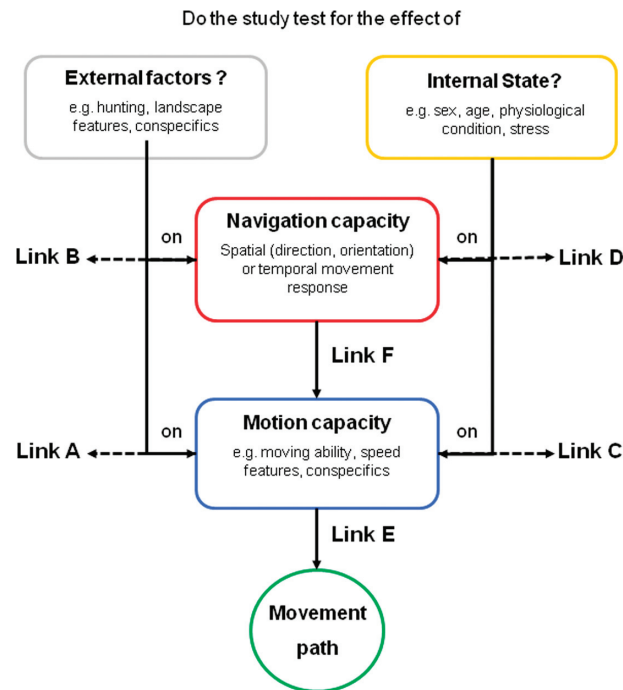 Do the study test for the effect of
External factors ?
e.g. hunting, landscape
features, conspecifics
Internal State?
e.g. sex, age, physiological
condition, stress
Navigation capacity
Spatial (direction, orientation)
or temporal movement
response
on
on
Link B
Link D
Link F
Motion capacity
e.g. moving ability, speed
features, conspecifics
on
on
Link A
Link C
Link E
Movement
path